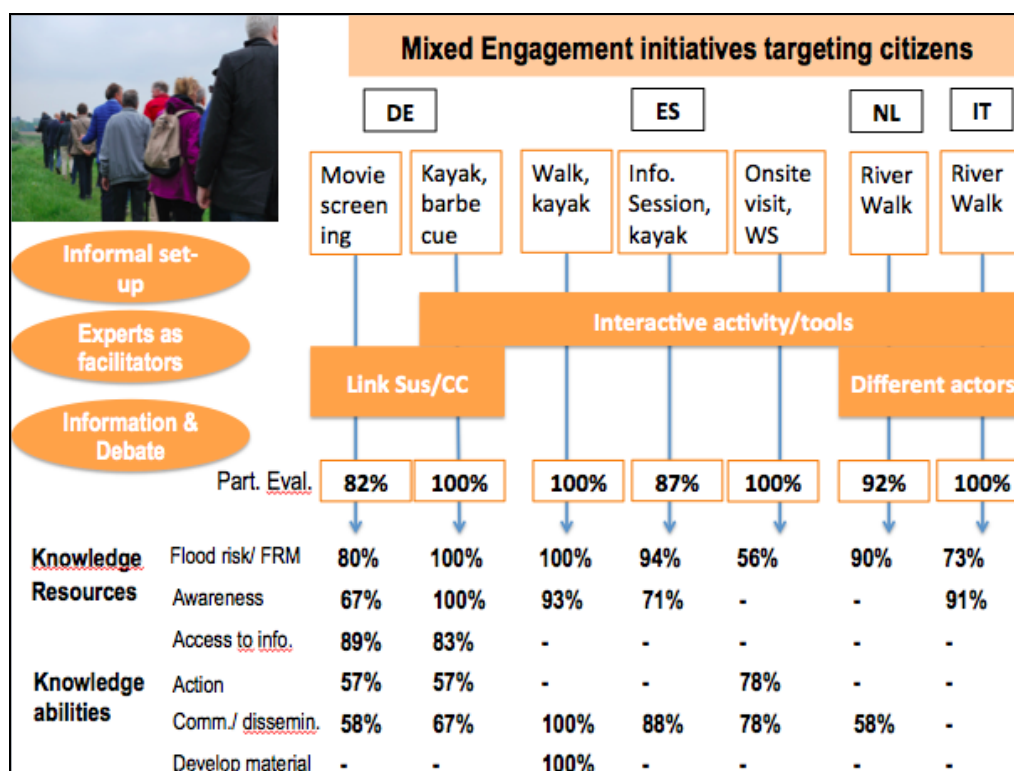 Mixed Engagement initiatives targeting citizens
DE
ES
NL
IT
Movie
screen
ing
Kayak,
barbe
cue
Walk,
kayak
Info.
Session,
kayak
Onsite
visit,
WS
River
Walk
River
Walk
Informal set-
up
Experts as
facilitators
Information &
Debate
Interactive activity/tools
Link Sus/CC
Different actors
Part. Eval. 82% 100% 100% 87% 100% 92% 100%
Knowledge
Resources
Flood risk/ FRM 80% 100% 100% 94% 56% 90% 73%
Awareness 67% 100% 93% 71% - - 91%
Access to info. 89% 83% - - - - -
Knowledge
abilities
Action 57% 57% - - 78% - -
Comm./ dissemin. 58% 67% 100% 88% 78% 58% -
Develop material - - 100% - - - -